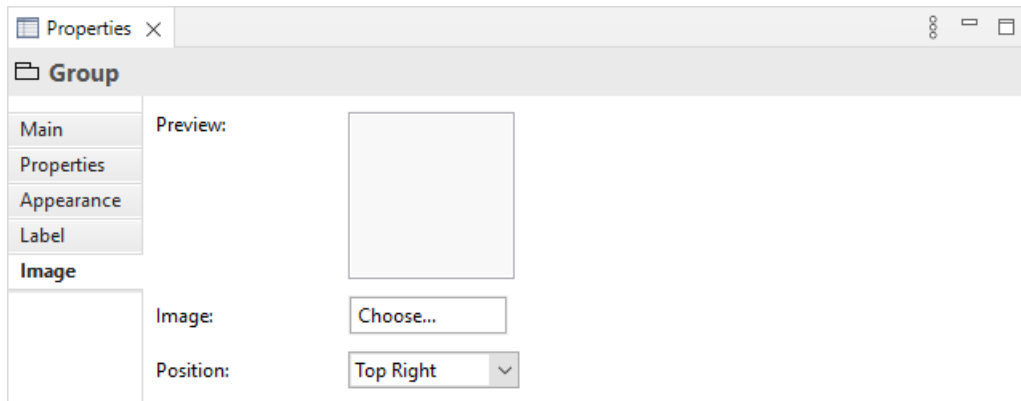 Properties
Group
Main
Properties
Appearance
Label
Image
Preview:
Image: Choose...
Position: Top Right